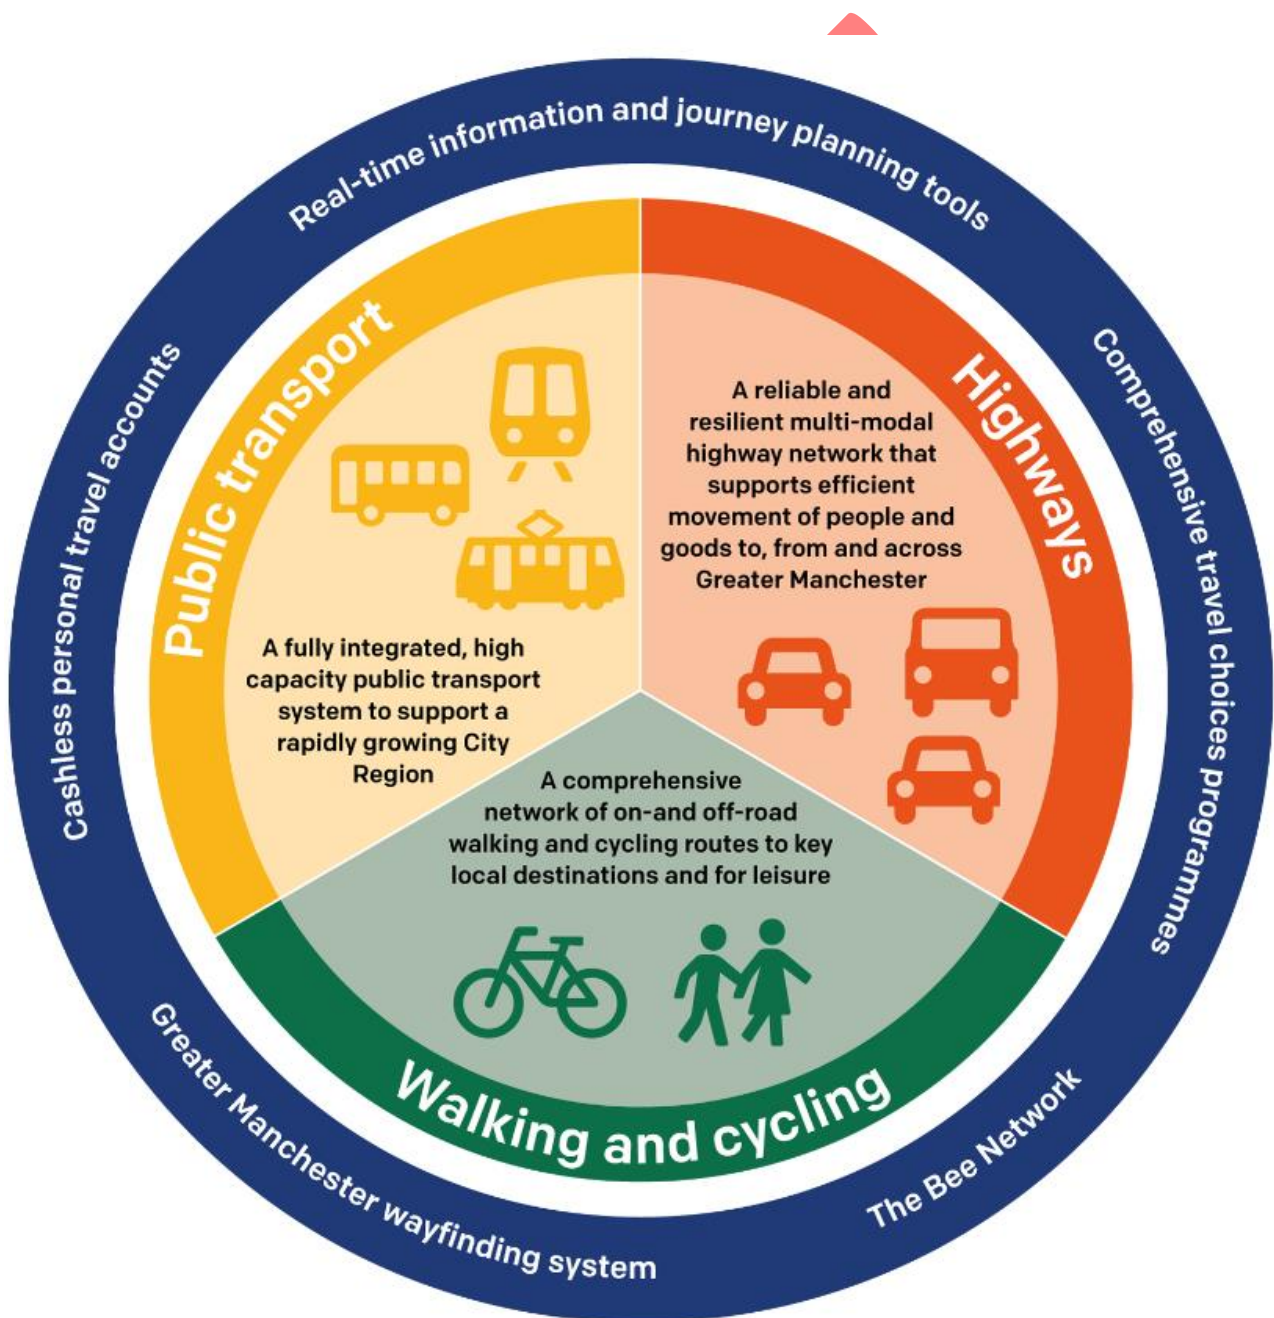 Real-time information and journey planning tools
Comprehensive travel choices programmes
The Bee Network
Greater Manchester wayfinding system
Cashless personal travel accounts
Public transport
A fully integrated, high
capacity public transport
system to support a
rapidly growing City
Region
Highways
A reliable and
resilient multi-modal
highway network that
supports efficient
movement of people and
goods to, from and across
Greater Manchester
A comprehensive
network of on-and off-road
walking and cycling routes to key
local destinations and for leisure
Walking and cycling